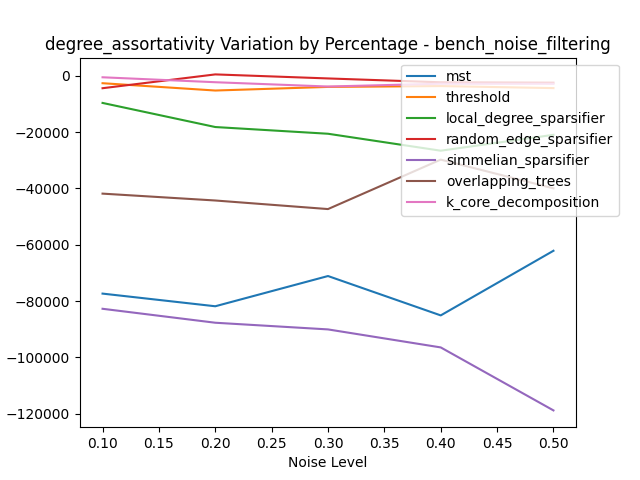 degree_assortativity Variation by Percentage - bench_noise_filtering
0
−20000
−40000
−60000
−80000
−100000
−120000
mst
threshold
local_degree_sparsifier
random_edge_sparsifier
simmelian_sparsifier
overlapping_trees
k_core_decomposition
0.10 0.15 0.20 0.25 0.30 0.35 0.40 0.45 0.50
Noise Level